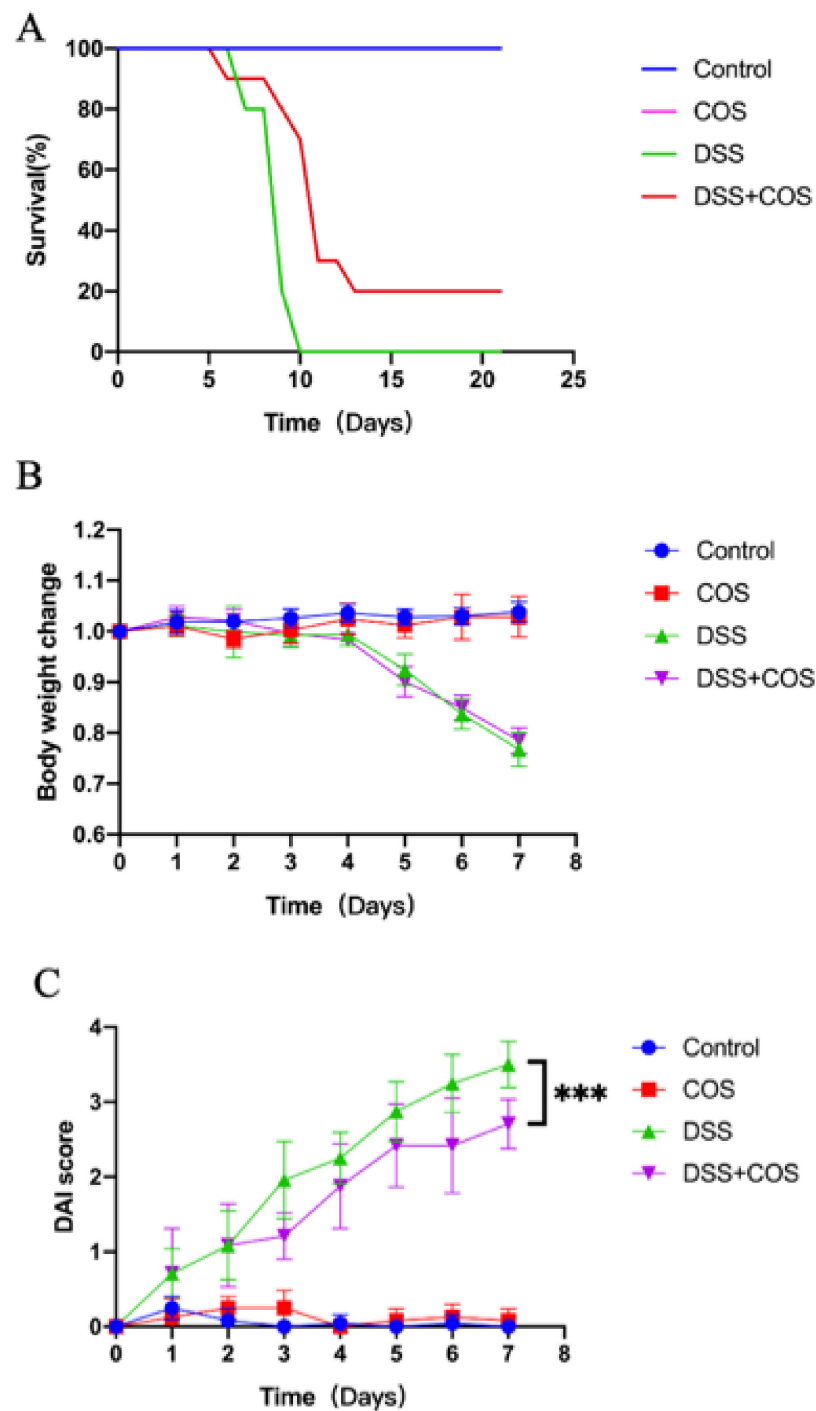 A
Survival(%)
100
80
60
40
20
0
0 5 10 15 20 25
Time (Days)
Control
COS
DSS
DSS+COS
B
Body weight change
1.2
1.1
1.0
0.9
0.8
0.7
0.6
0 1 2 3 4 5 6 7 8
Time (Days)
Control
COS
DSS
DSS+COS
C
DAI score
4
3
2
1
0
0 1 2 3 4 5 6 7 8
Time (Days)
***
Control
COS
DSS
DSS+COS